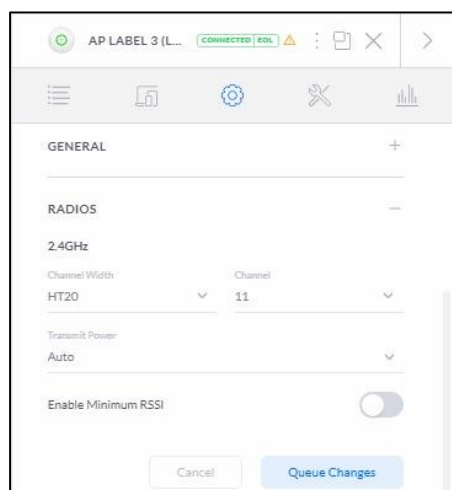 AP LABEL 3 (L... CONNECTED EOL
GENERAL
RADIOS
2.4GHz
Channel Width Channel
HT20 11
Transmit Power
Auto
Enable Minimum RSSI
Cancel Queue Changes